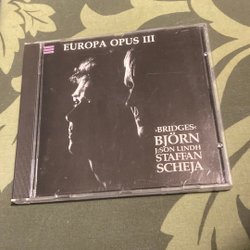 EUROPA OPUS III
·BRIDGES·
BJÖRN
J:SON LINDH
STAFFAN
SCHEJA